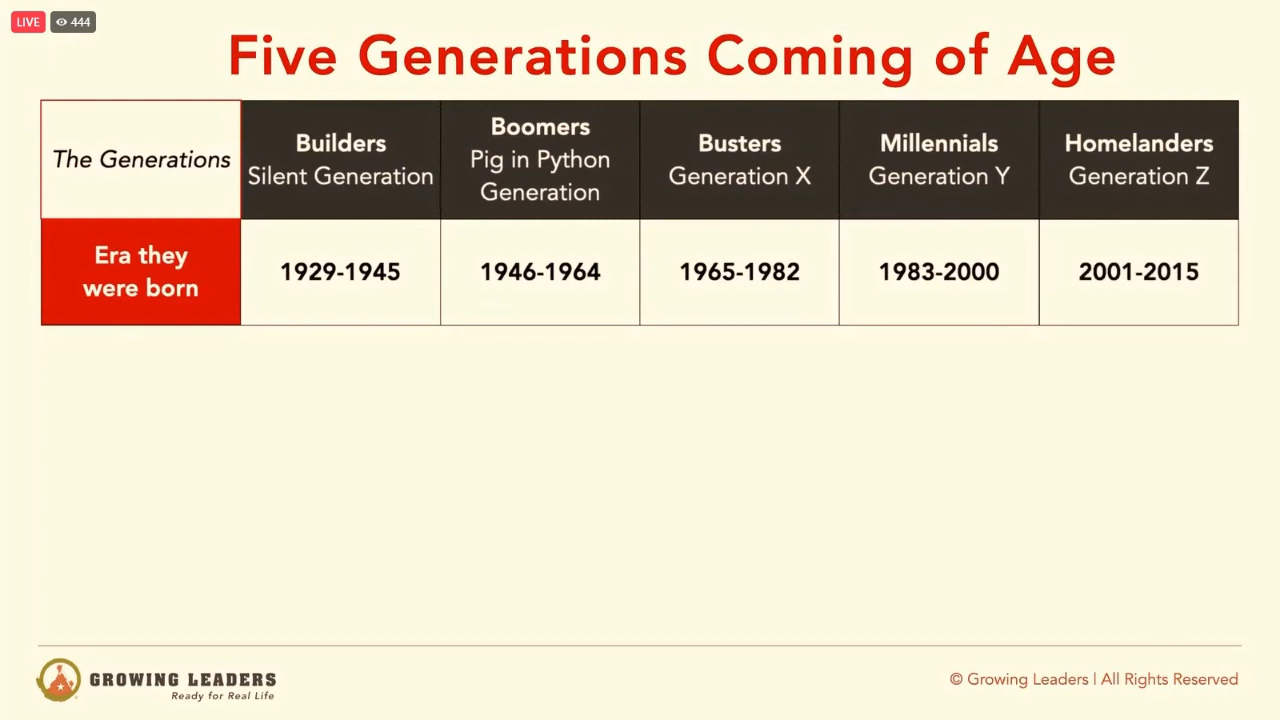 LIVE 444
Five Generations Coming of Age
The Generations
Builders
Silent Generation
Boomers
Pig in Python
Generation
Busters
Generation X
Millennials
Generation Y
Homelanders
Generation Z
Era they
were born
1929-1945
1946-1964
1965-1982
1983-2000
2001-2015
GROWING LEADERS
Ready for Real Life
© Growing Leaders | All Rights Reserved